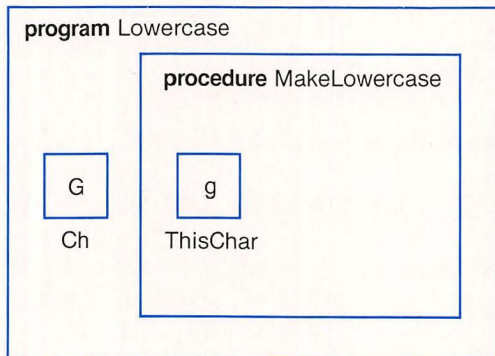 program Lowercase
procedure MakeLowercase
G
g
Ch
ThisChar